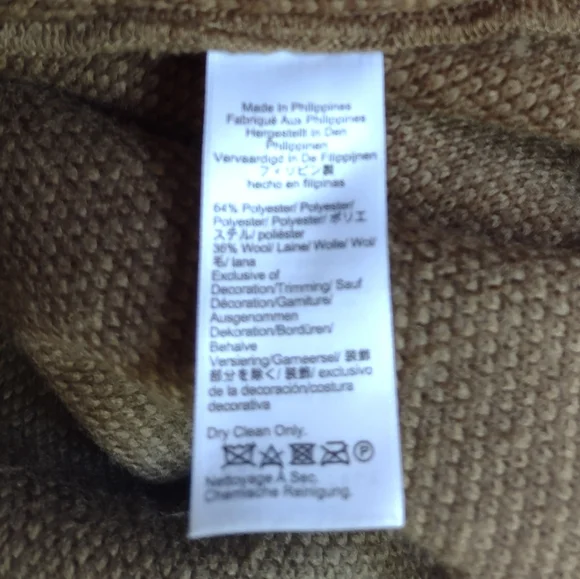 Made In Philippines
Fabriqué Aux Philippines
Hergestellt in Den
Philippinen
Vervaardigd in De Filippijnen
フィリピン製
hecho en filipinas
64% Polyester/ Polyester/
Polyester/ Polyester/ ポリエ
ステル/ poliéster
36% Wool/ Laine/ Wolle/ Wol/
毛/ lana
Exclusive of
Decoration/Trimming/ Sauf
Décoration/Garniture/
Ausgenommen
Dekoration/Bordüren/
Behalve
Versiering/Garneersel/ 装飾
部分を除く/ 装飾/ exclusivo
de la decoración/costura
decorativa
Dry Clean Only.
P
Nettoyage À Sec.
Chemische Reinigung.